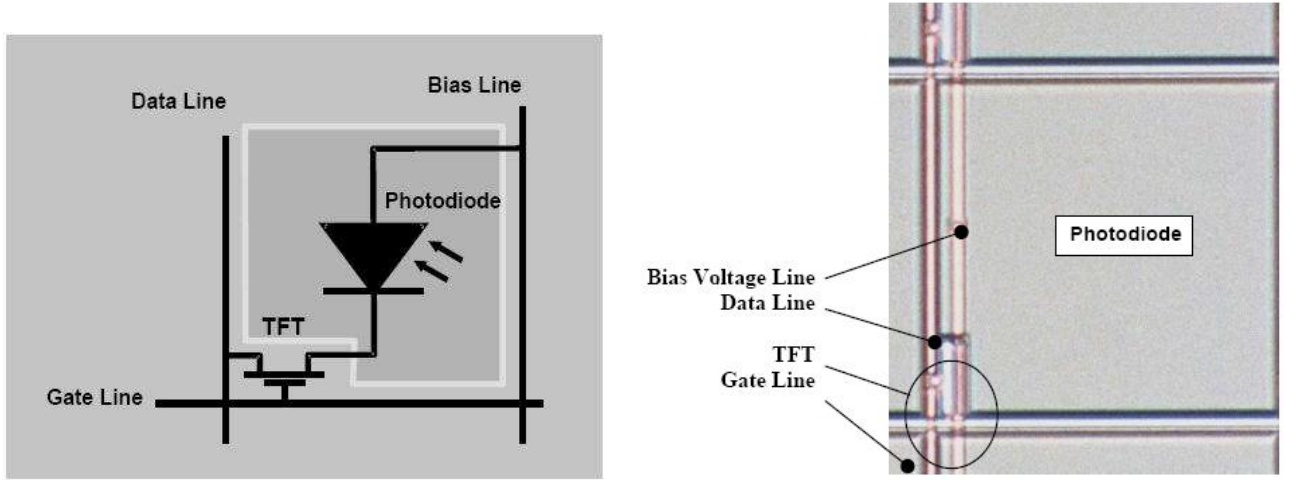 Data Line
Bias Line
Photodiode
TFT
Gate Line
Photodiode
Bias Voltage Line
Data Line
TFT
Gate Line